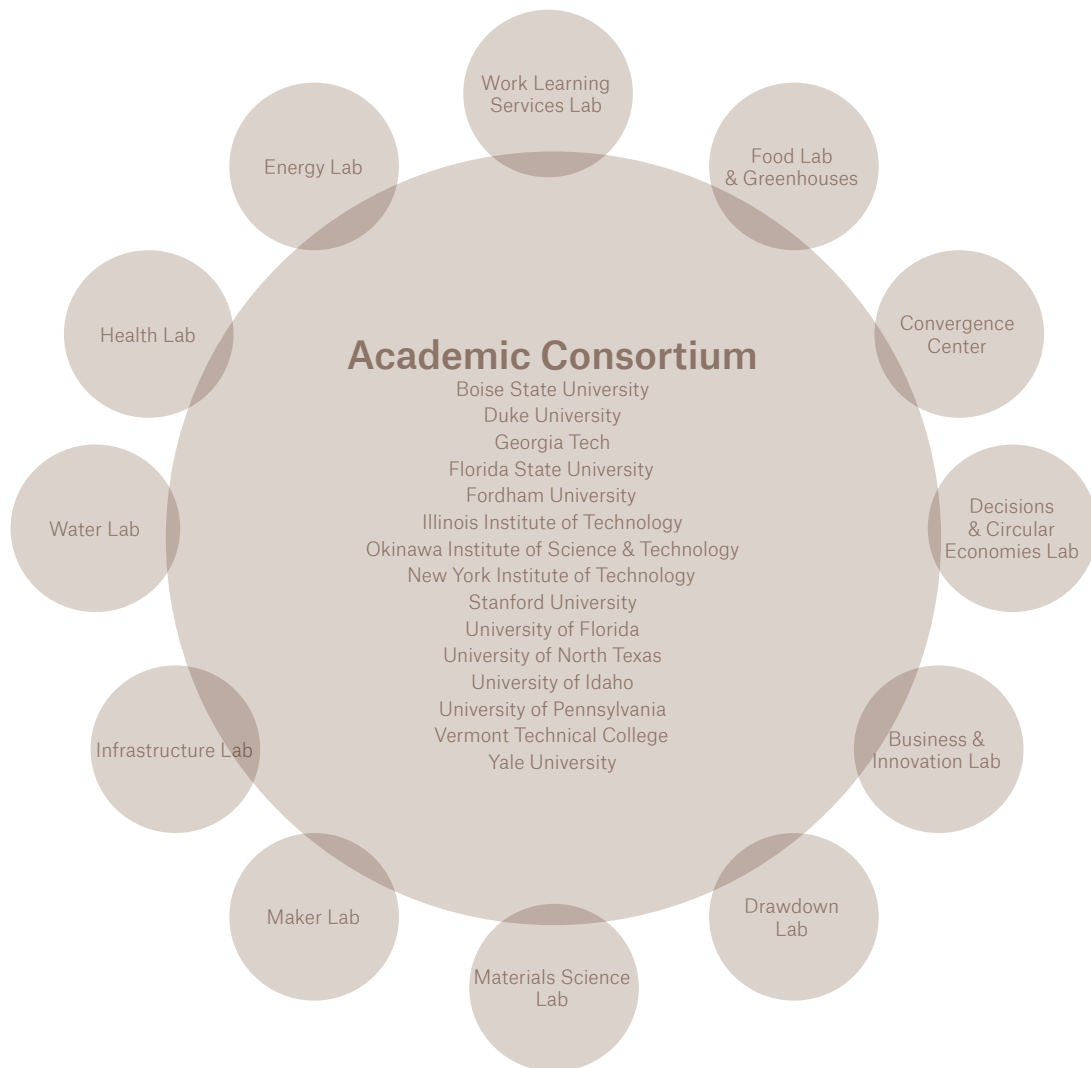 Work Learning
Services Lab
Food Lab
& Greenhouses
Energy Lab
Convergence
Center
Health Lab
Academic Consortium
Boise State University
Duke University
Georgia Tech
Florida State University
Fordham University
Illinois Institute of Technology
Okinawa Institute of Science & Technology
New York Institute of Technology
Stanford University
University of Florida
University of North Texas
University of Idaho
University of Pennsylvania
Vermont Technical College
Yale University
Water Lab
Decisions
& Circular
Economies Lab
Infrastructure Lab
Business &
Innovation Lab
Maker Lab
Drawdown
Lab
Materials Science
Lab